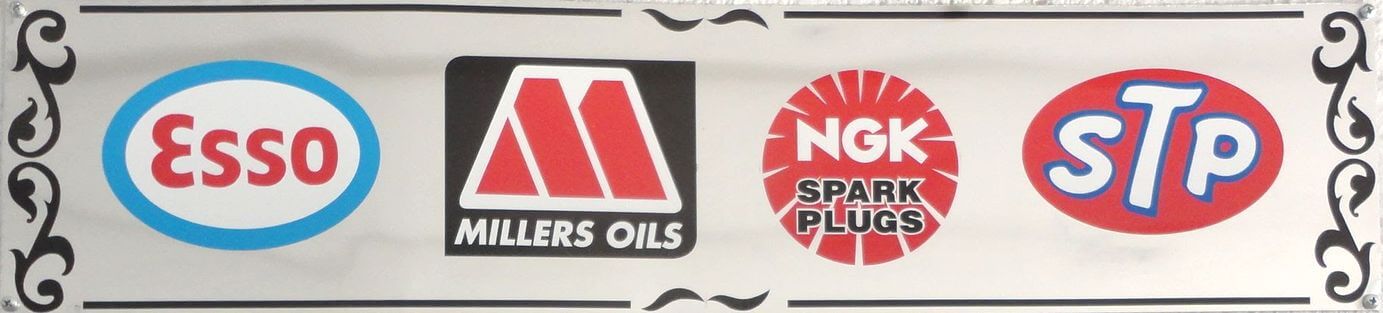 Esso
MILLERS OILS
NGK
SPARK
PLUGS
STP